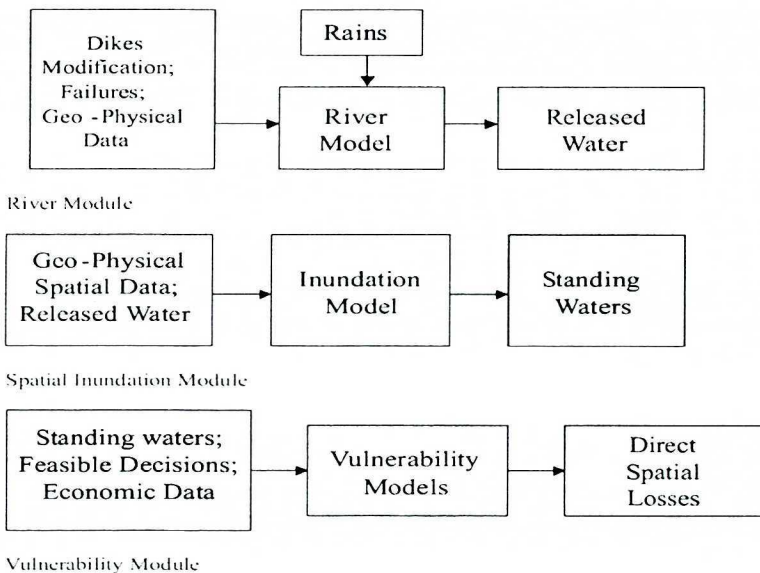 Rains
Dikes
Modification;
Failures;
Geo -Physical
Data
River
Model
Released
Water
River Module
Geo -Physical
Spatial Data;
Released Water
Inundation
Model
Standing
Waters
Spatial Inundation Module
Standing waters;
Feasible Decisions;
Economic Data
Vulnerability
Models
Direct
Spatial
Losses
Vulnerability Module